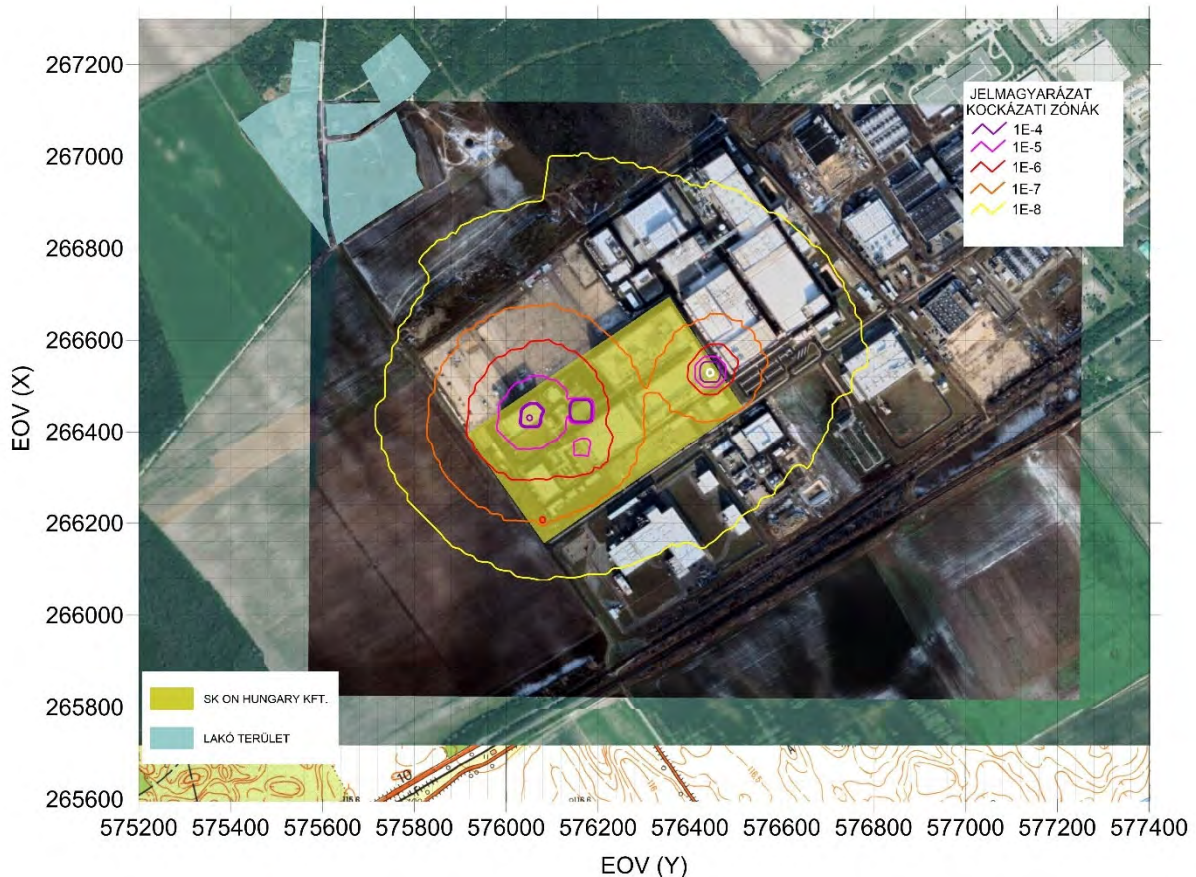 267200
267000
266800
266600
266400
266200
266000
265800
265600
EOV (X)
JELMAGYARÁZAT
KOCKÁZATI ZÓNÁK
1E-4
1E-5
1E-6
1E-7
1E-8
SK ON HUNGARY KFT.
LAKÓ TERÜLET
10
575200 575400 575600 575800 576000 576200 576400 576600 576800 577000 577200 577400
EOV (Y)